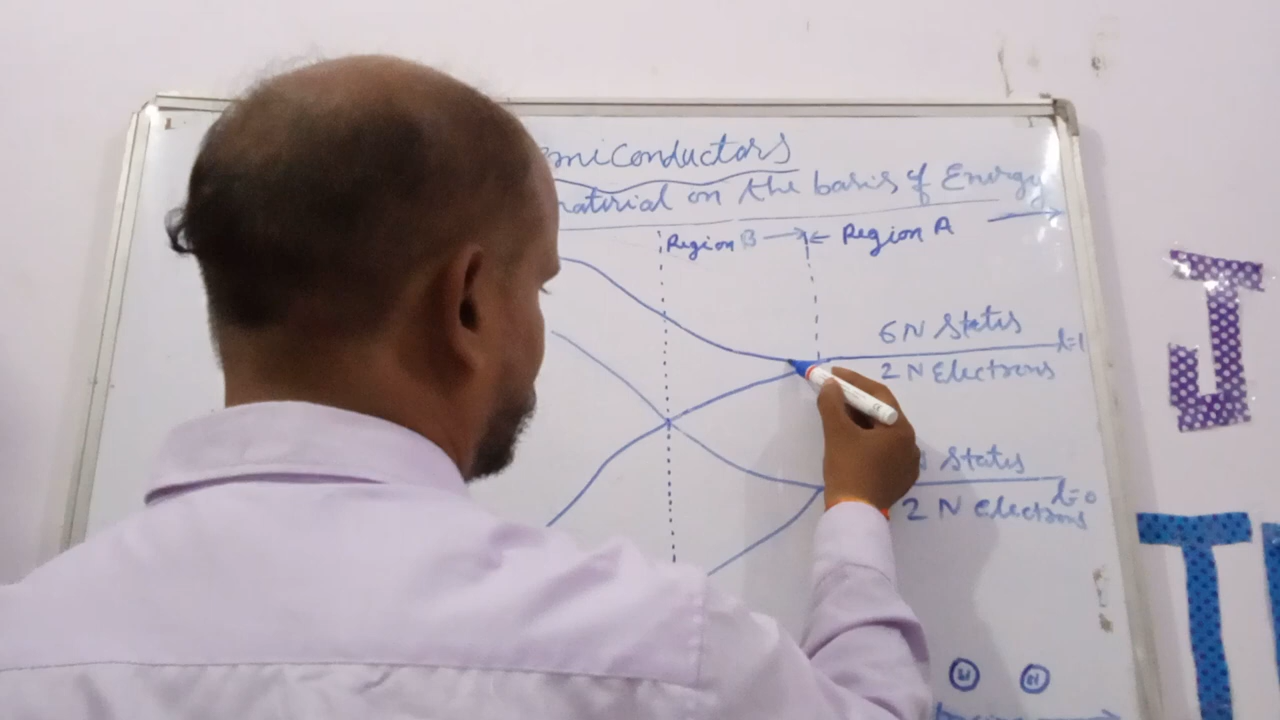 miconductors
material on the basis of Energy
Region B → ← Region A
6 N States
l=1
2 N Electrons
States
l=0
2 N electrons
N N
J
T